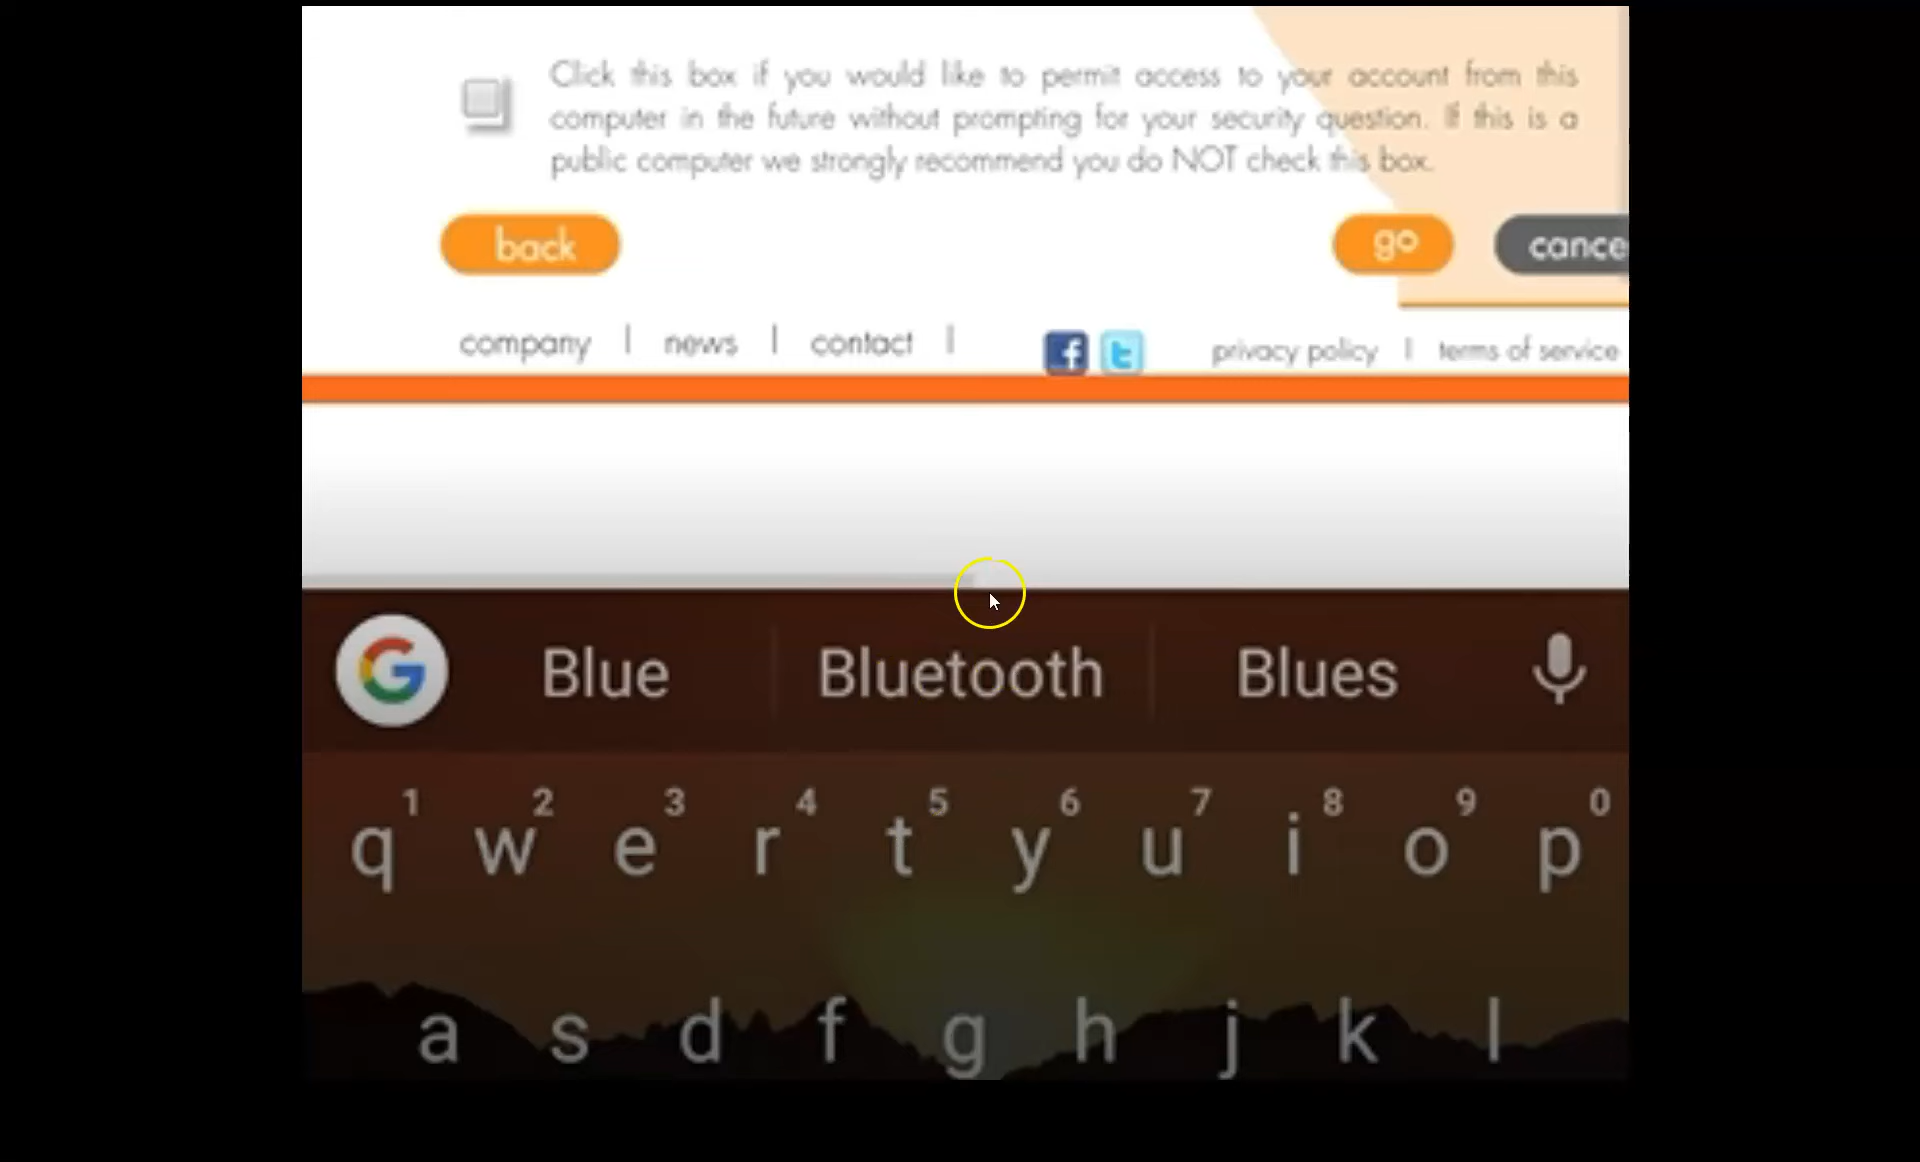 Click this box if you would like to permit access to your account from this
computer in the future without prompting for your security question. If this is a
public computer we strongly recommend you do NOT check this box.
back go cance
company | news | contact | f t privacy policy | terms of service
G Blue Bluetooth Blues
1 2 3 4 5 6 7 8 9 0
q w e r t y u i o p
a s d f g h j k l